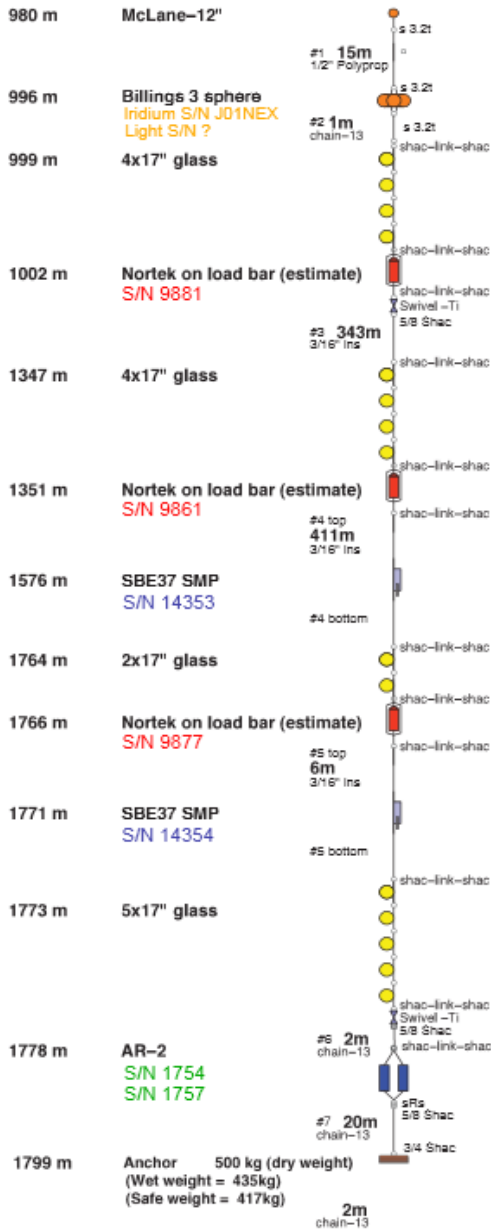 980 m McLane−12"
s 3.2t
#1 15m
1/2" Polyprop
s 3.2t
996 m Billings 3 sphere
Iridium S/N J01NEX
Light S/N ?
#2 1m
chain−13
s 3.2t
shac−link−shac
999 m 4x17" glass
shac−link−shac
1002 m Nortek on load bar (estimate)
S/N 9881
shac−link−shac
Swivel −Ti
5/8 Shac
#3 343m
3/16" ins
shac−link−shac
1347 m 4x17" glass
shac−link−shac
1351 m Nortek on load bar (estimate)
S/N 9861
shac−link−shac
#4 top
411m
3/16" ins
1576 m SBE37 SMP
S/N 14353
#4 bottom
shac−link−shac
1764 m 2x17" glass
shac−link−shac
1766 m Nortek on load bar (estimate)
S/N 9877
shac−link−shac
#5 top
6m
3/16" ins
1771 m SBE37 SMP
S/N 14354
#5 bottom
shac−link−shac
1773 m 5x17" glass
shac−link−shac
Swivel −Ti
5/8 Shac
#6 2m
chain−13
shac−link−shac
1778 m AR−2
S/N 1754
S/N 1757
sRs
5/8 Shac
#7 20m
chain−13
3/4 Shac
1799 m Anchor 500 kg (dry weight)
(Wet weight = 435kg)
(Safe weight = 417kg)
2m
chain−13